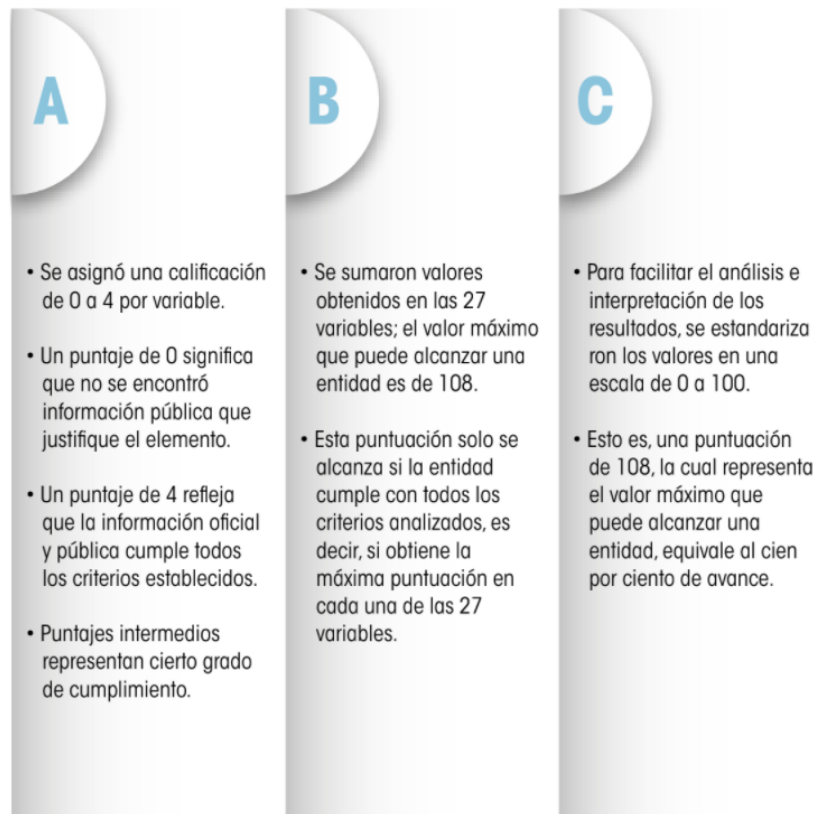 A
• Se asignó una calificación
de 0 a 4 por variable.
• Un puntaje de 0 significa
que no se encontró
información pública que
justifique el elemento.
• Un puntaje de 4 refleja
que la información oficial
y pública cumple todos
los criterios establecidos.
• Puntajes intermedios
representan cierto grado
de cumplimiento.
B
• Se sumaron valores
obtenidos en las 27
variables; el valor máximo
que puede alcanzar una
entidad es de 108.
• Esta puntuación solo se
alcanza si la entidad
cumple con todos los
criterios analizados, es
decir, si obtiene la
máxima puntuación en
cada una de las 27
variables.
C
• Para facilitar el análisis e
interpretación de los
resultados, se estandariza
ron los valores en una
escala de 0 a 100.
• Esto es, una puntuación
de 108, la cual representa
el valor máximo que
puede alcanzar una
entidad, equivale al cien
por ciento de avance.